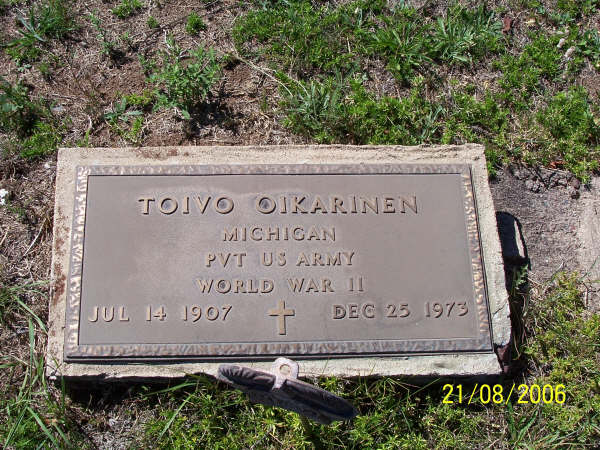 TOIVO OIKARINEN
MICHIGAN
PVT US ARMY
WORLD WAR II
JUL 14 1907 DEC 25 1973
21/08/2006